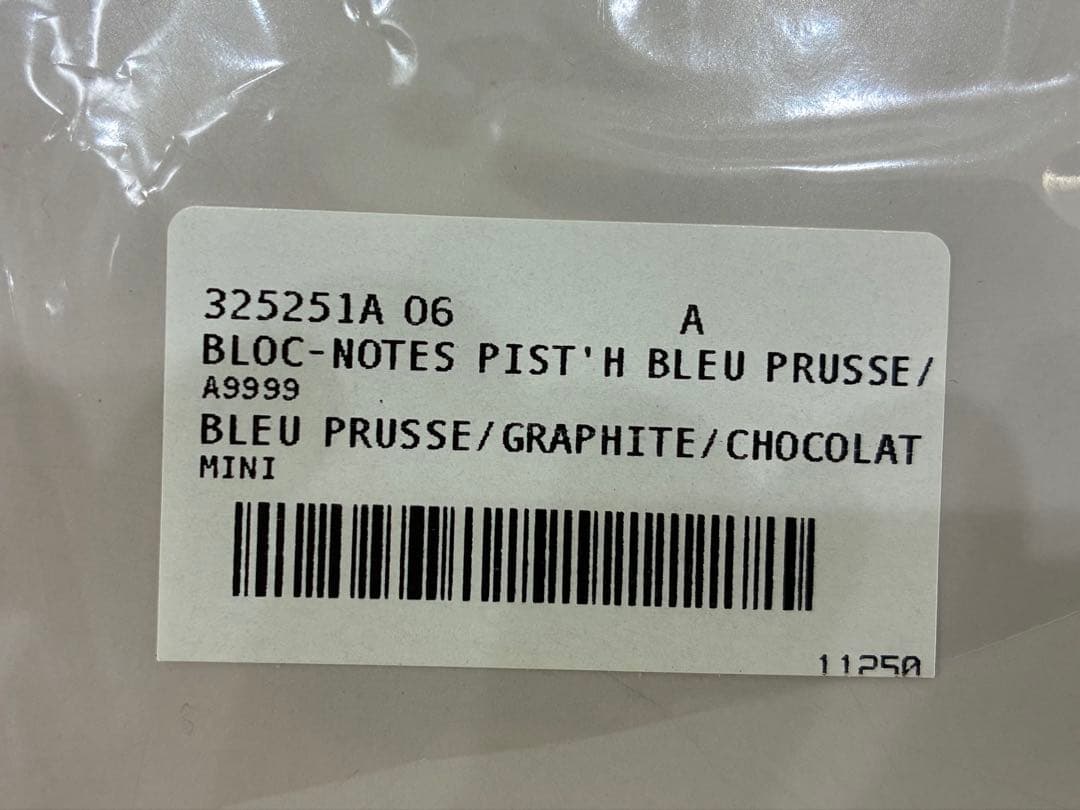 325251A 06 A
BLOC-NOTES PIST'H BLEU PRUSSE/
A9999
BLEU PRUSSE/GRAPHITE/CHOCOLAT
MINI
11250